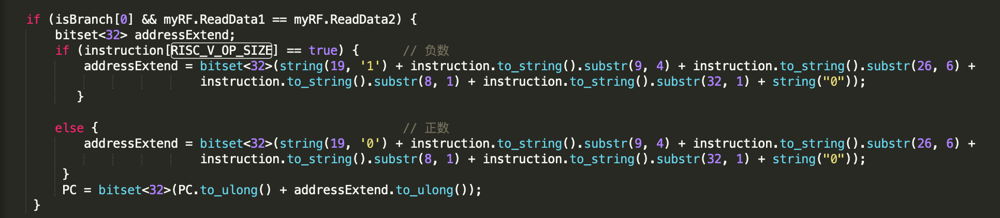 if (isBranch[0] && myRF.ReadData1 == myRF.ReadData2) {
bitset<32> addressExtend;
if (instruction[RISC_V_OP_SIZE] == true) { // 负数
addressExtend = bitset<32>(string(19, '1') + instruction.to_string().substr(9, 4) + instruction.to_string().substr(26, 6) +
instruction.to_string().substr(8, 1) + instruction.to_string().substr(32, 1) + string("0"));
}
else { // 正数
addressExtend = bitset<32>(string(19, '0') + instruction.to_string().substr(9, 4) + instruction.to_string().substr(26, 6) +
instruction.to_string().substr(8, 1) + instruction.to_string().substr(32, 1) + string("0"));
}
PC = bitset<32>(PC.to_ulong() + addressExtend.to_ulong());
}